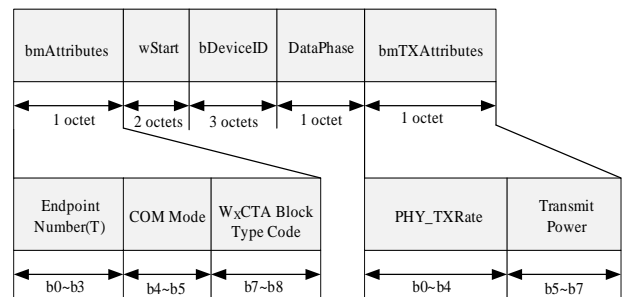 bmAttributes wStart bDeviceID DataPhase bmTXAttributes
1 octet 2 octets 3 octets 1 octet 1 octet
Endpoint
Number(T)
COM Mode
WXCTA Block
Type Code
PHY_TXRate
Transmit
Power
b0~b3 b4~b5 b7~b8 b0~b4 b5~b7